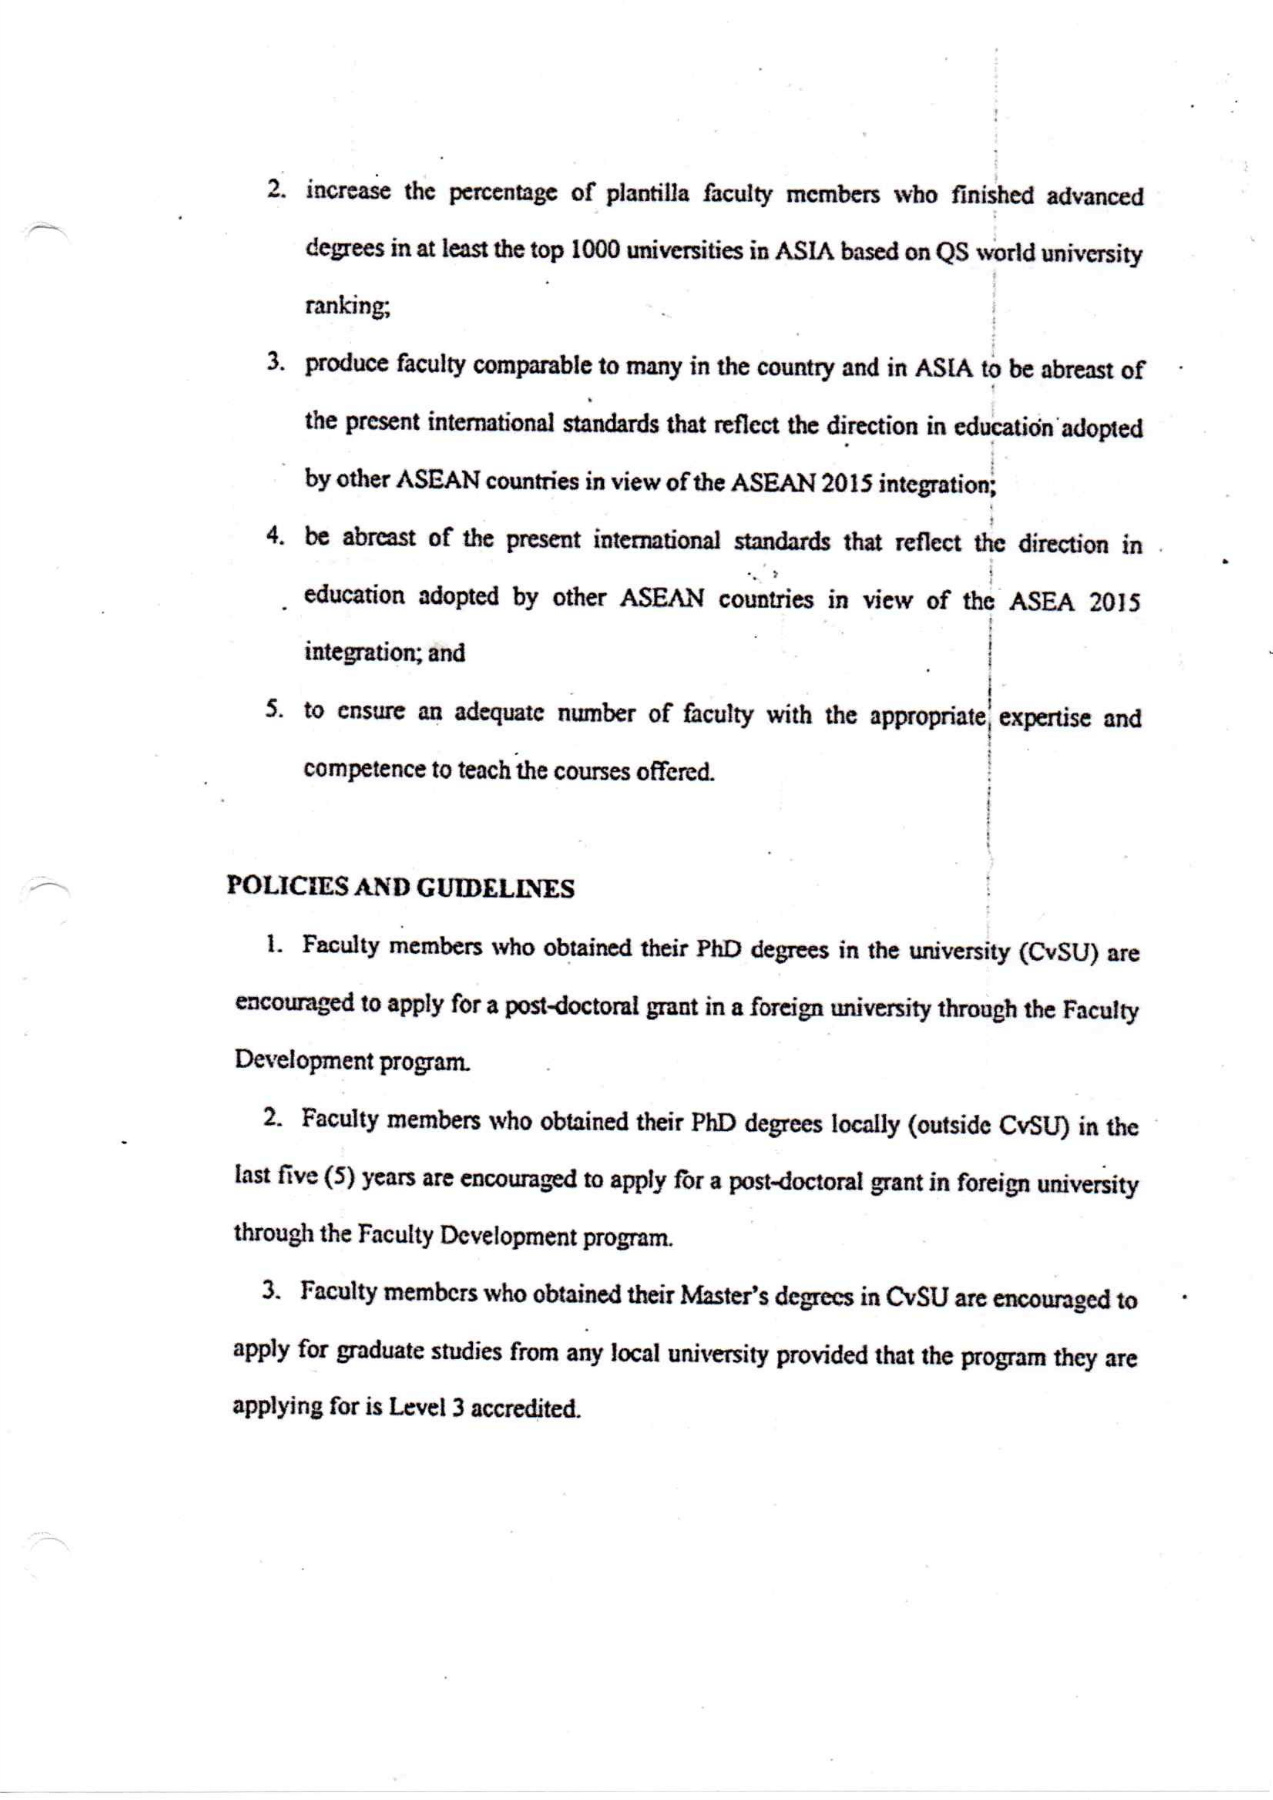 2. increase the percentage of plantilla faculty members who finished advanced
degrees in at least the top 1000 universities in ASIA based on QS world university
ranking;
3. produce faculty comparable to many in the country and in ASIA to be abreast of
the present international standards that reflect the direction in education adopted
by other ASEAN countries in view of the ASEAN 2015 integration;
4. be abreast of the present international standards that reflect the direction in
education adopted by other ASEAN countries in view of the ASEA 2015
integration; and
5. to ensure an adequate number of faculty with the appropriate expertise and
competence to teach the courses offered.
POLICIES AND GUIDELINES
1. Faculty members who obtained their PhD degrees in the university (CvSU) are
encouraged to apply for a post-doctoral grant in a foreign university through the Faculty
Development program.
2. Faculty members who obtained their PhD degrees locally (outside CvSU) in the
last five (5) years are encouraged to apply for a post-doctoral grant in foreign university
through the Faculty Development program.
3. Faculty members who obtained their Master's degrees in CvSU are encouraged to
apply for graduate studies from any local university provided that the program they are
applying for is Level 3 accredited.